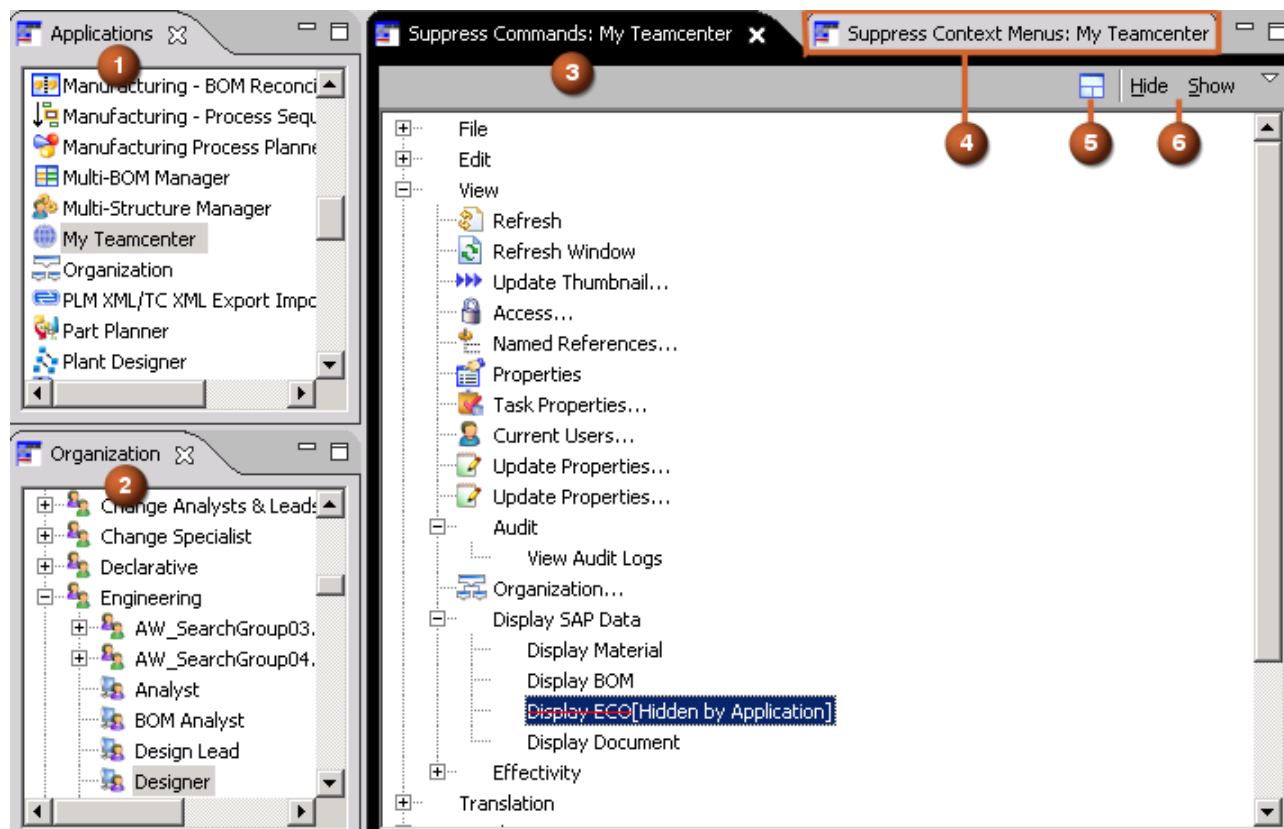 Applications
1
Manufacturing - BOM Reconci
Manufacturing - Process Sequ
Manufacturing Process Planne
Multi-BOM Manager
Multi-Structure Manager
My Teamcenter
Organization
PLM XML/TC XML Export Impo
Part Planner
Plant Designer
Organization
2
Change Analysts & Leads
Change Specialist
Declarative
Engineering
AW_SearchGroup03.
AW_SearchGroup04.
Analyst
BOM Analyst
Design Lead
Designer
Suppress Commands: My Teamcenter
Suppress Context Menus: My Teamcenter
3
Hide Show
4
5
6
File
Edit
View
Refresh
Refresh Window
Update Thumbnail...
Access...
Named References...
Properties
Task Properties...
Current Users...
Update Properties...
Update Properties...
Audit
View Audit Logs
Organization...
Display SAP Data
Display Material
Display BOM
Display ECO[Hidden by Application]
Display Document
Effectivity
Translation